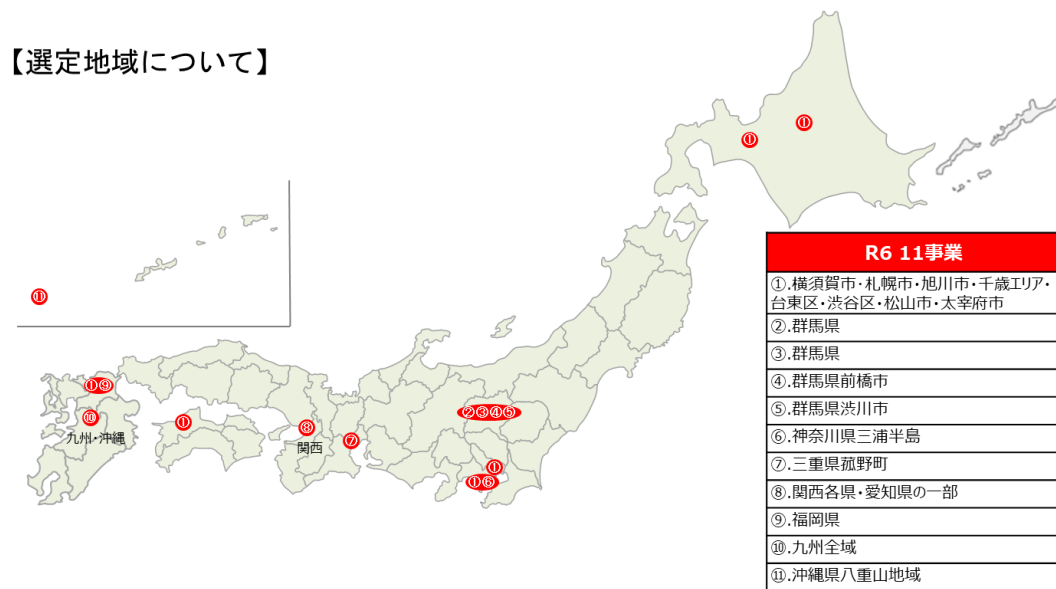 【選定地域について】
①
①
⑪
R6 11事業
①.横須賀市・札幌市・旭川市・千歳エリア・
台東区・渋谷区・松山市・太宰府市
②.群馬県
③.群馬県
④.群馬県前橋市
⑤.群馬県渋川市
⑥.神奈川県三浦半島
⑦.三重県菰野町
⑧.関西各県・愛知県の一部
⑨.福岡県
⑩.九州全域
⑪.沖縄県八重山地域
①⑨
⑩
九州・沖縄
①
⑧
関西
⑦
②③④⑤
①
①⑥